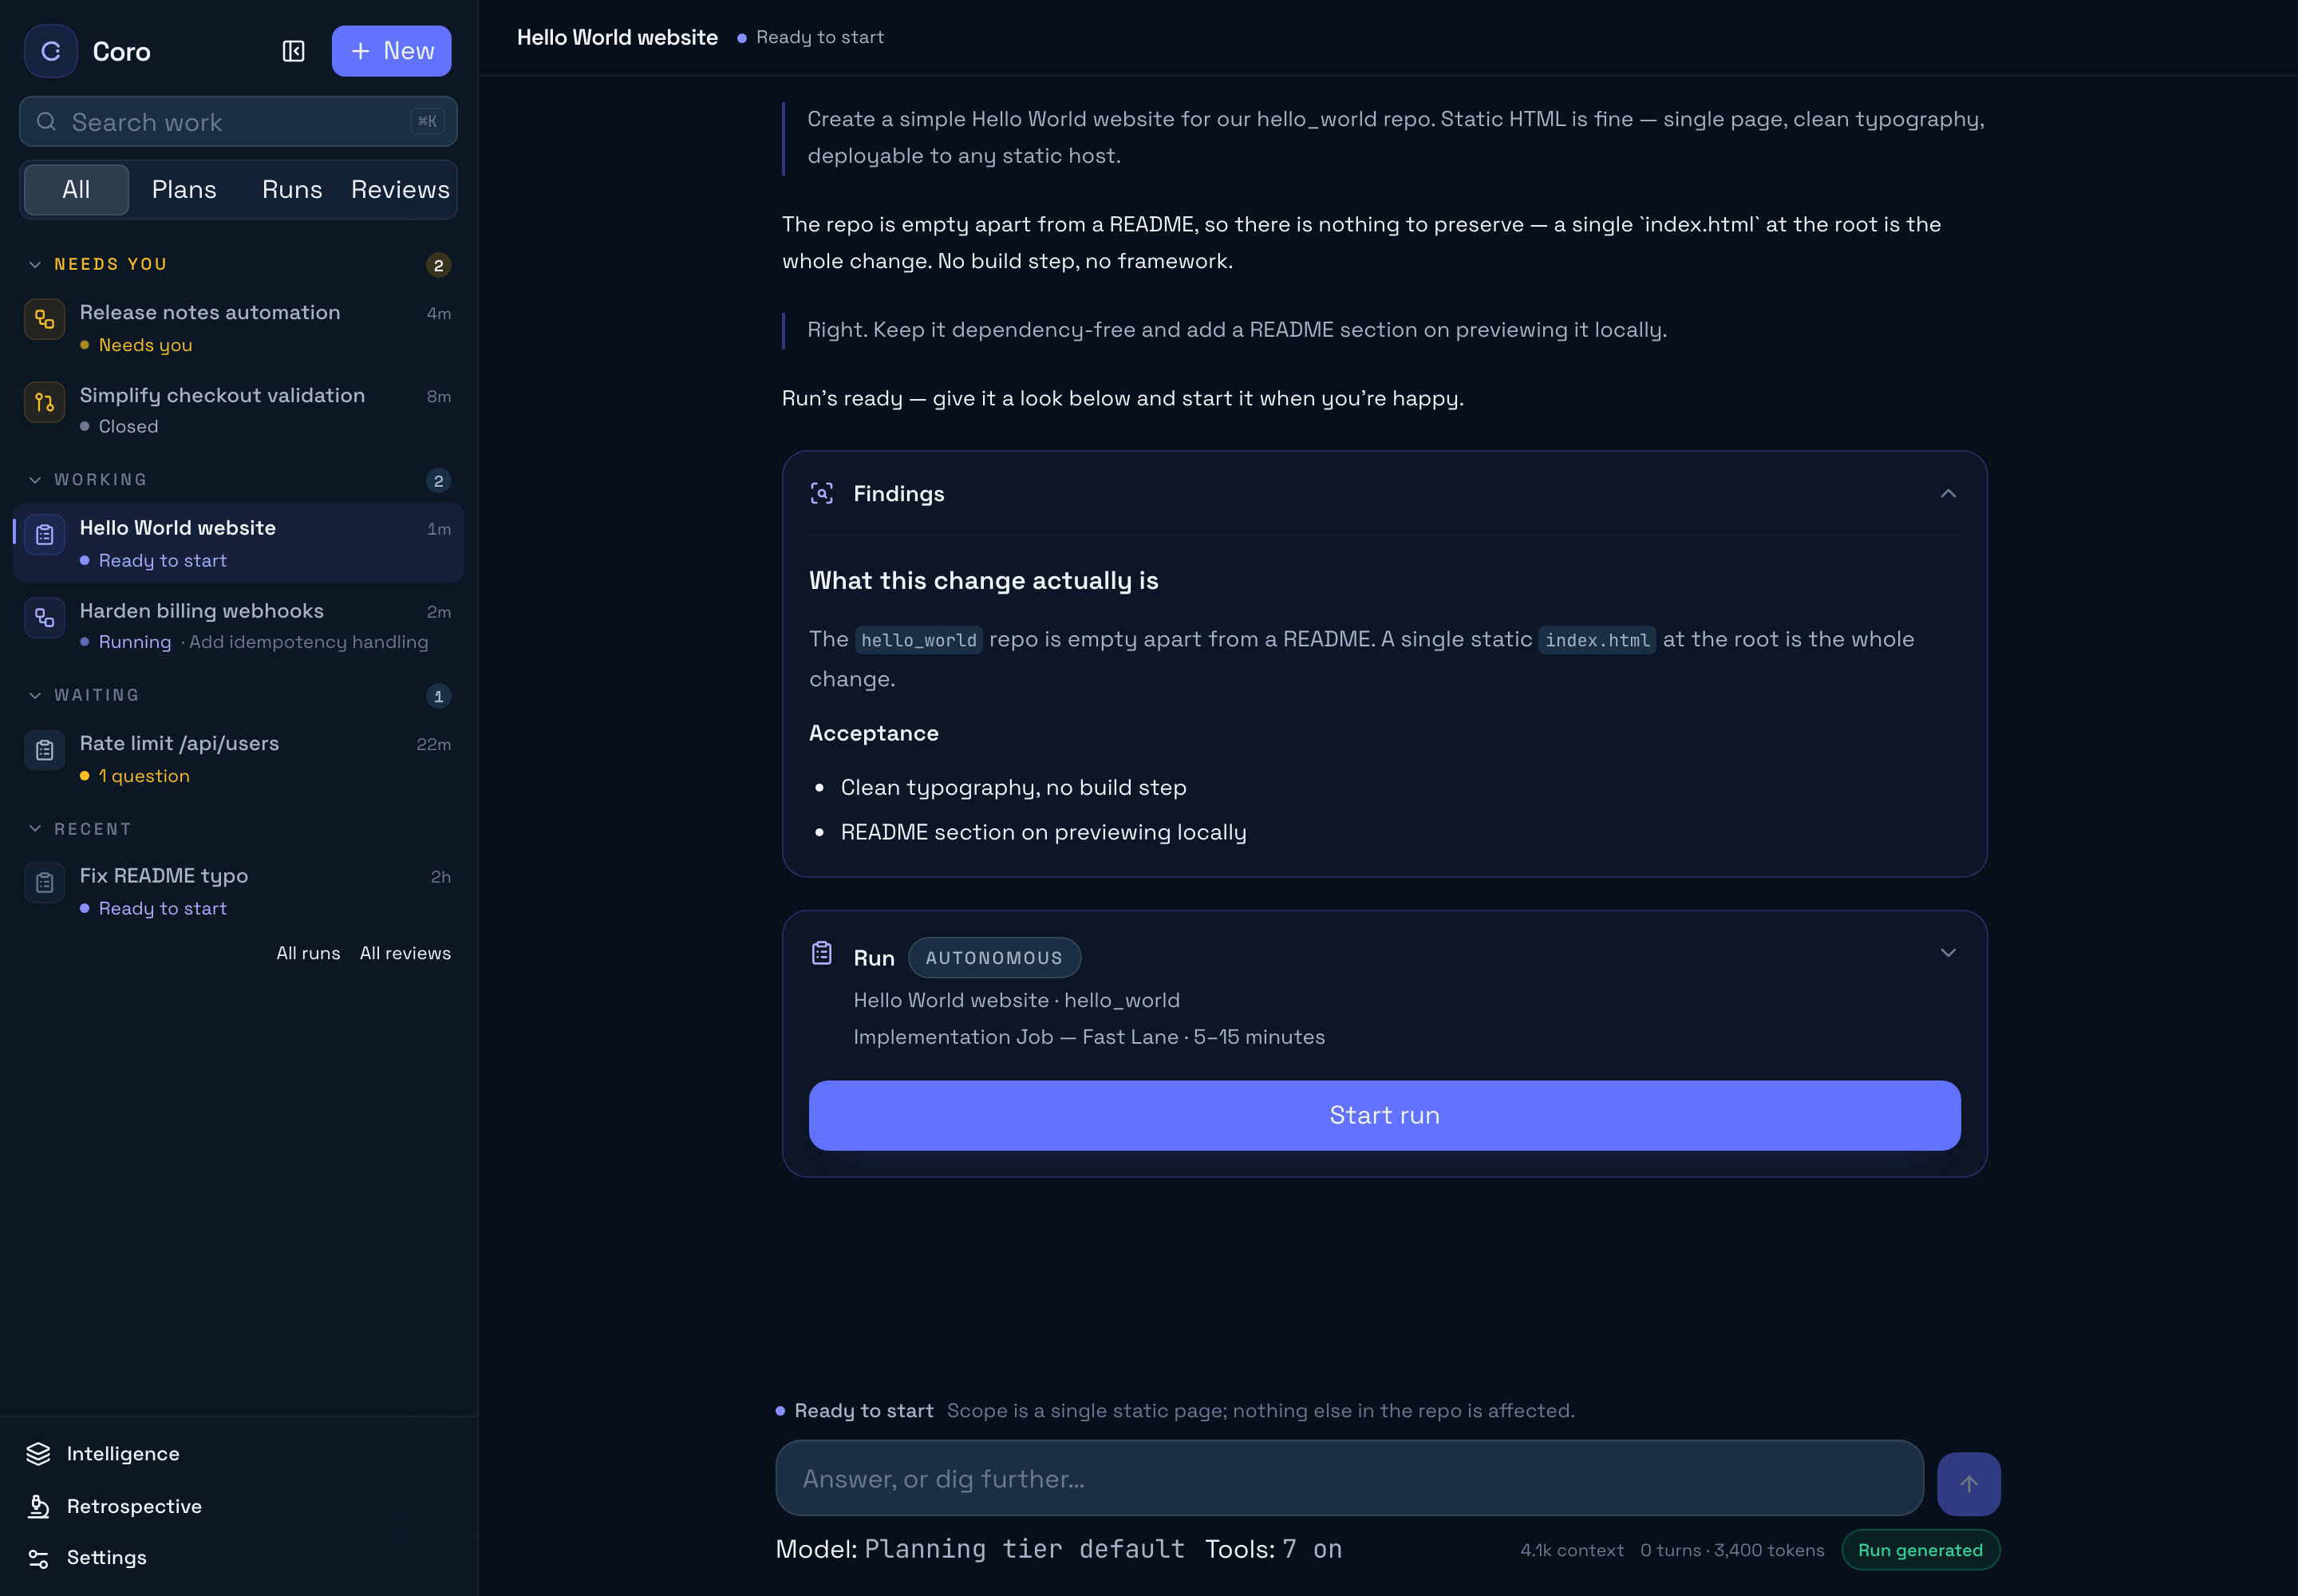 Coro
+ New
Search work
⌘K
All Plans Runs Reviews
NEEDS YOU 2
Release notes automation 4m
Needs you
Simplify checkout validation 8m
Closed
WORKING 2
Hello World website 1m
Ready to start
Harden billing webhooks 2m
Running · Add idempotency handling
WAITING 1
Rate limit /api/users 22m
1 question
RECENT
Fix README typo 2h
Ready to start
All runs All reviews
Intelligence
Retrospective
Settings
Hello World website Ready to start
Create a simple Hello World website for our hello_world repo. Static HTML is fine — single page, clean typography,
deployable to any static host.
The repo is empty apart from a README, so there is nothing to preserve — a single `index.html` at the root is the
whole change. No build step, no framework.
Right. Keep it dependency-free and add a README section on previewing it locally.
Run's ready — give it a look below and start it when you're happy.
Findings
What this change actually is
The hello_world repo is empty apart from a README. A single static index.html at the root is the whole
change.
Acceptance
• Clean typography, no build step
• README section on previewing locally
Run AUTONOMOUS
Hello World website · hello_world
Implementation Job — Fast Lane · 5–15 minutes
Start run
Ready to start Scope is a single static page; nothing else in the repo is affected.
Answer, or dig further…
Model: Planning tier default Tools: 7 on
4.1k context 0 turns · 3,400 tokens Run generated